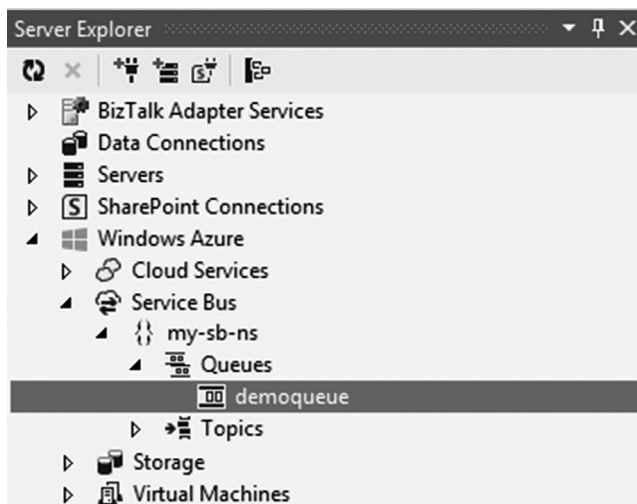 Server Explorer
BizTalk Adapter Services
Data Connections
Servers
SharePoint Connections
Windows Azure
Cloud Services
Service Bus
my-sb-ns
Queues
demoqueue
Topics
Storage
Virtual Machines